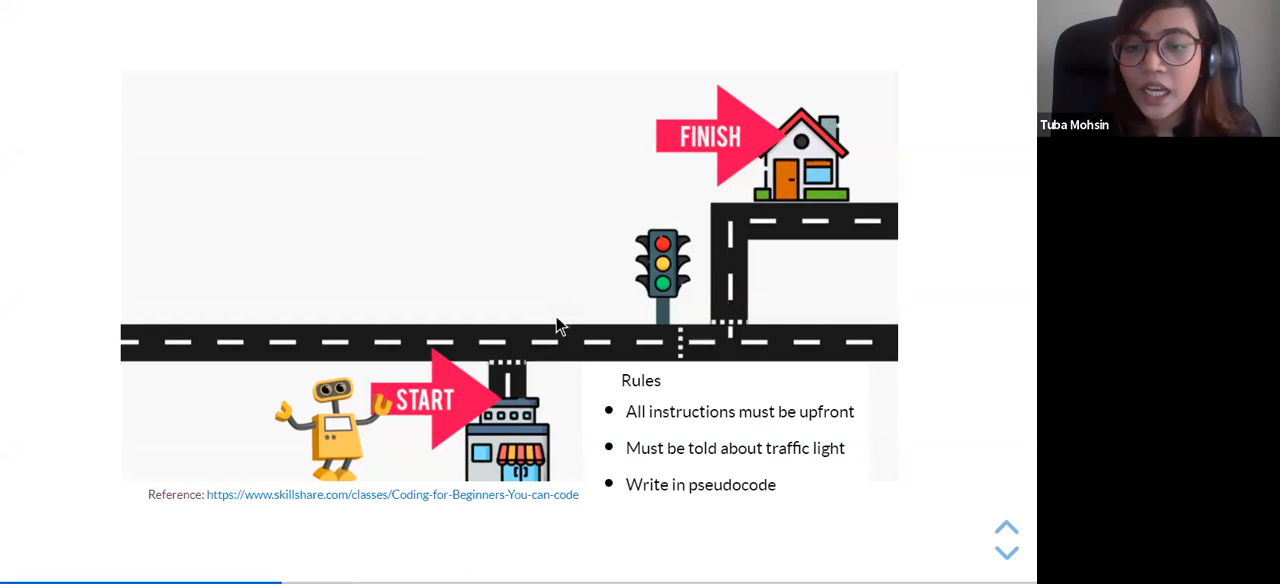 FINISH
Tuba Mohsin
START
Rules
All instructions must be upfront
Must be told about traffic light
Write in pseudocode
Reference: https://www.skillshare.com/classes/Coding-for-Beginners-You-can-code